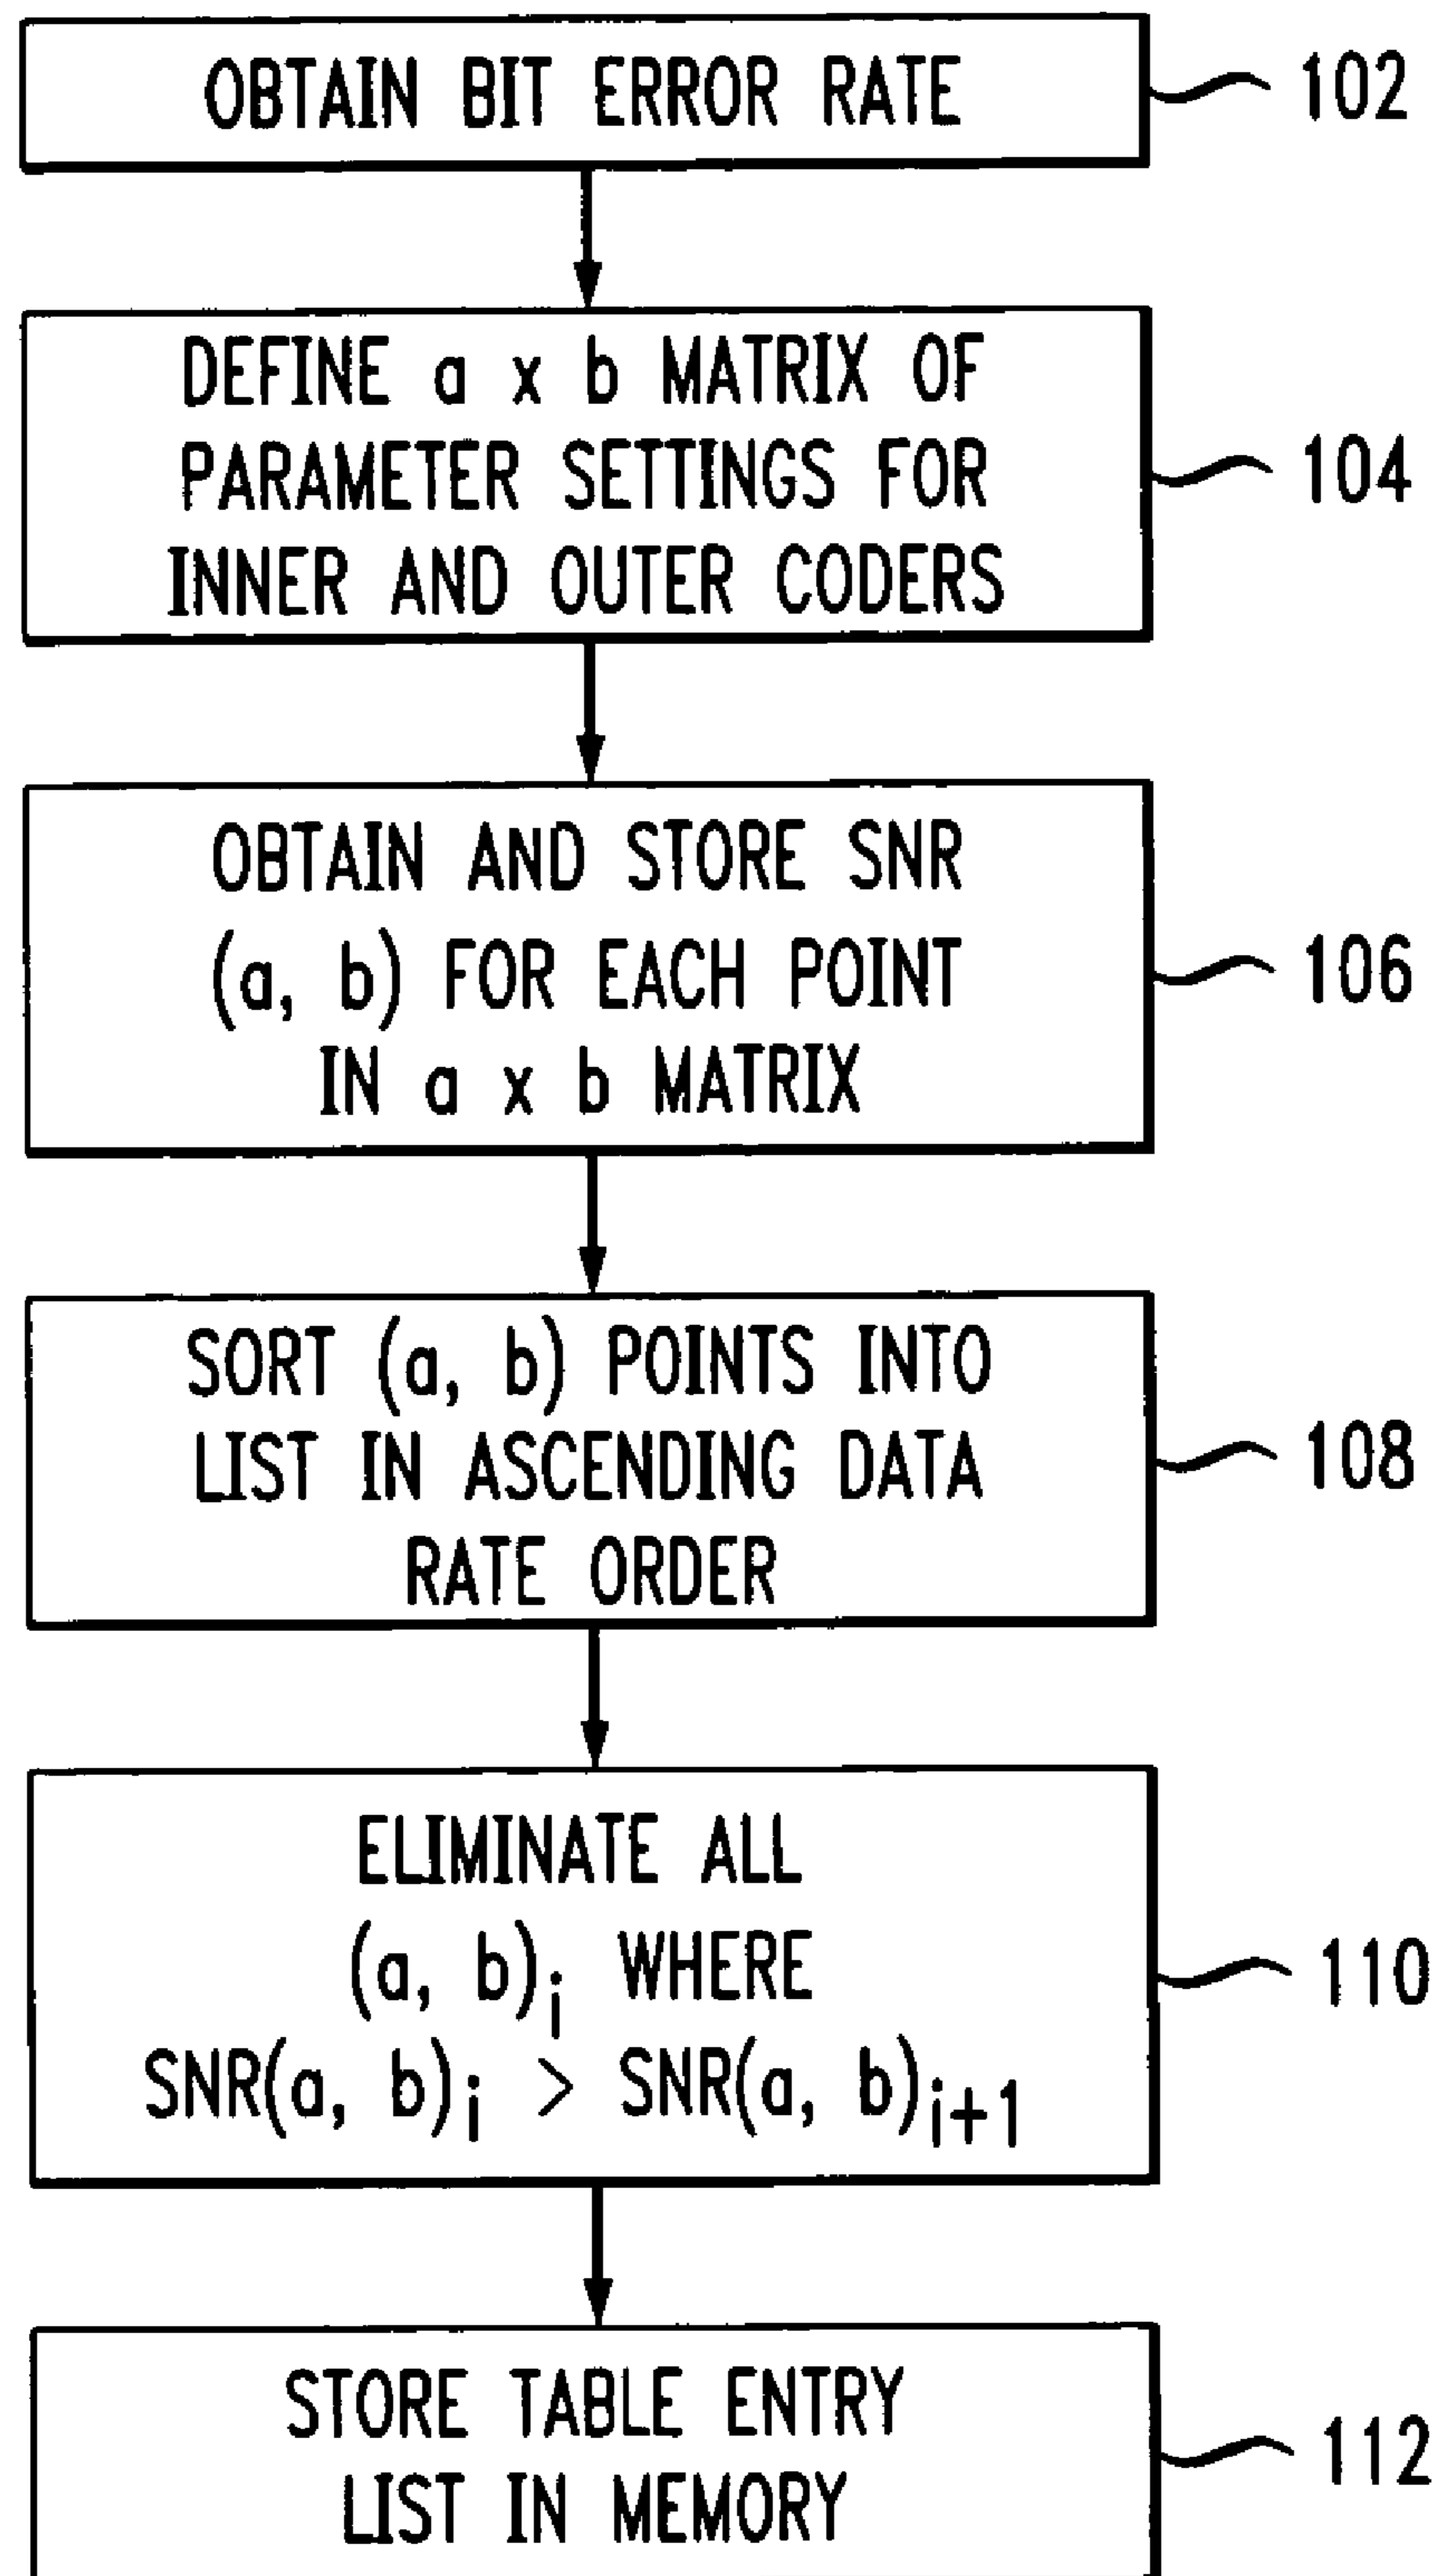 OBTAIN BIT ERROR RATE
102
DEFINE a x b MATRIX OF
PARAMETER SETTINGS FOR
INNER AND OUTER CODERS
104
OBTAIN AND STORE SNR
(a, b) FOR EACH POINT
IN a x b MATRIX
106
SORT (a, b) POINTS INTO
LIST IN ASCENDING DATA
RATE ORDER
108
ELIMINATE ALL
(a, b)i WHERE
SNR(a, b)i > SNR(a, b)i+1
110
STORE TABLE ENTRY
LIST IN MEMORY
112